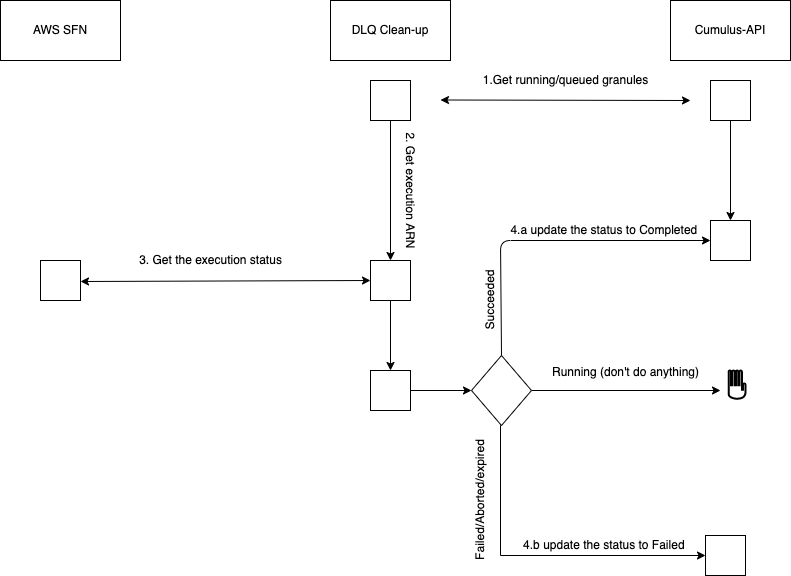 AWS SFN
DLQ Clean-up
Cumulus-API
1.Get running/queued granules
2. Get execution ARN
3. Get the execution status
4.a update the status to Completed
Succeeded
Running (don't do anything)
Failed/Aborted/expired
4.b update the status to Failed